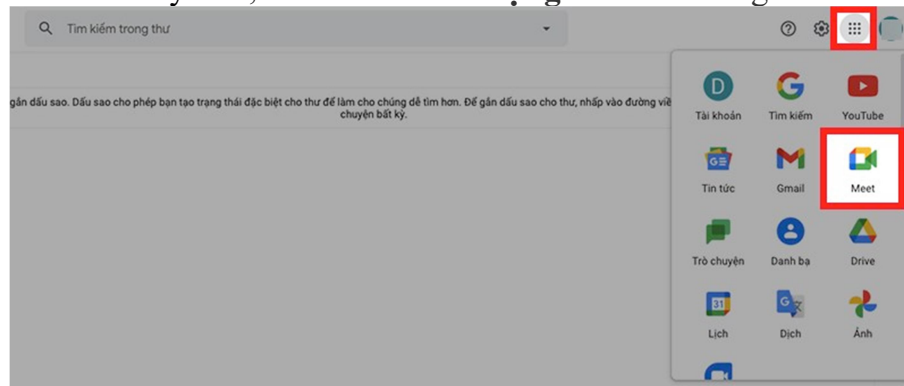 Tìm kiếm trong thư
gắn dấu sao. Dấu sao cho phép bạn tạo trạng thái đặc biệt cho thư để làm cho chúng dễ tìm hơn. Để gắn dấu sao cho thư, nhấp vào đường viề
chuyện bất kỳ.
D
Tài khoản
Tìm kiếm
YouTube
GE
Tin tức
Gmail
Meet
Trò chuyện
Danh bạ
Drive
31
Lịch
Dịch
Ảnh